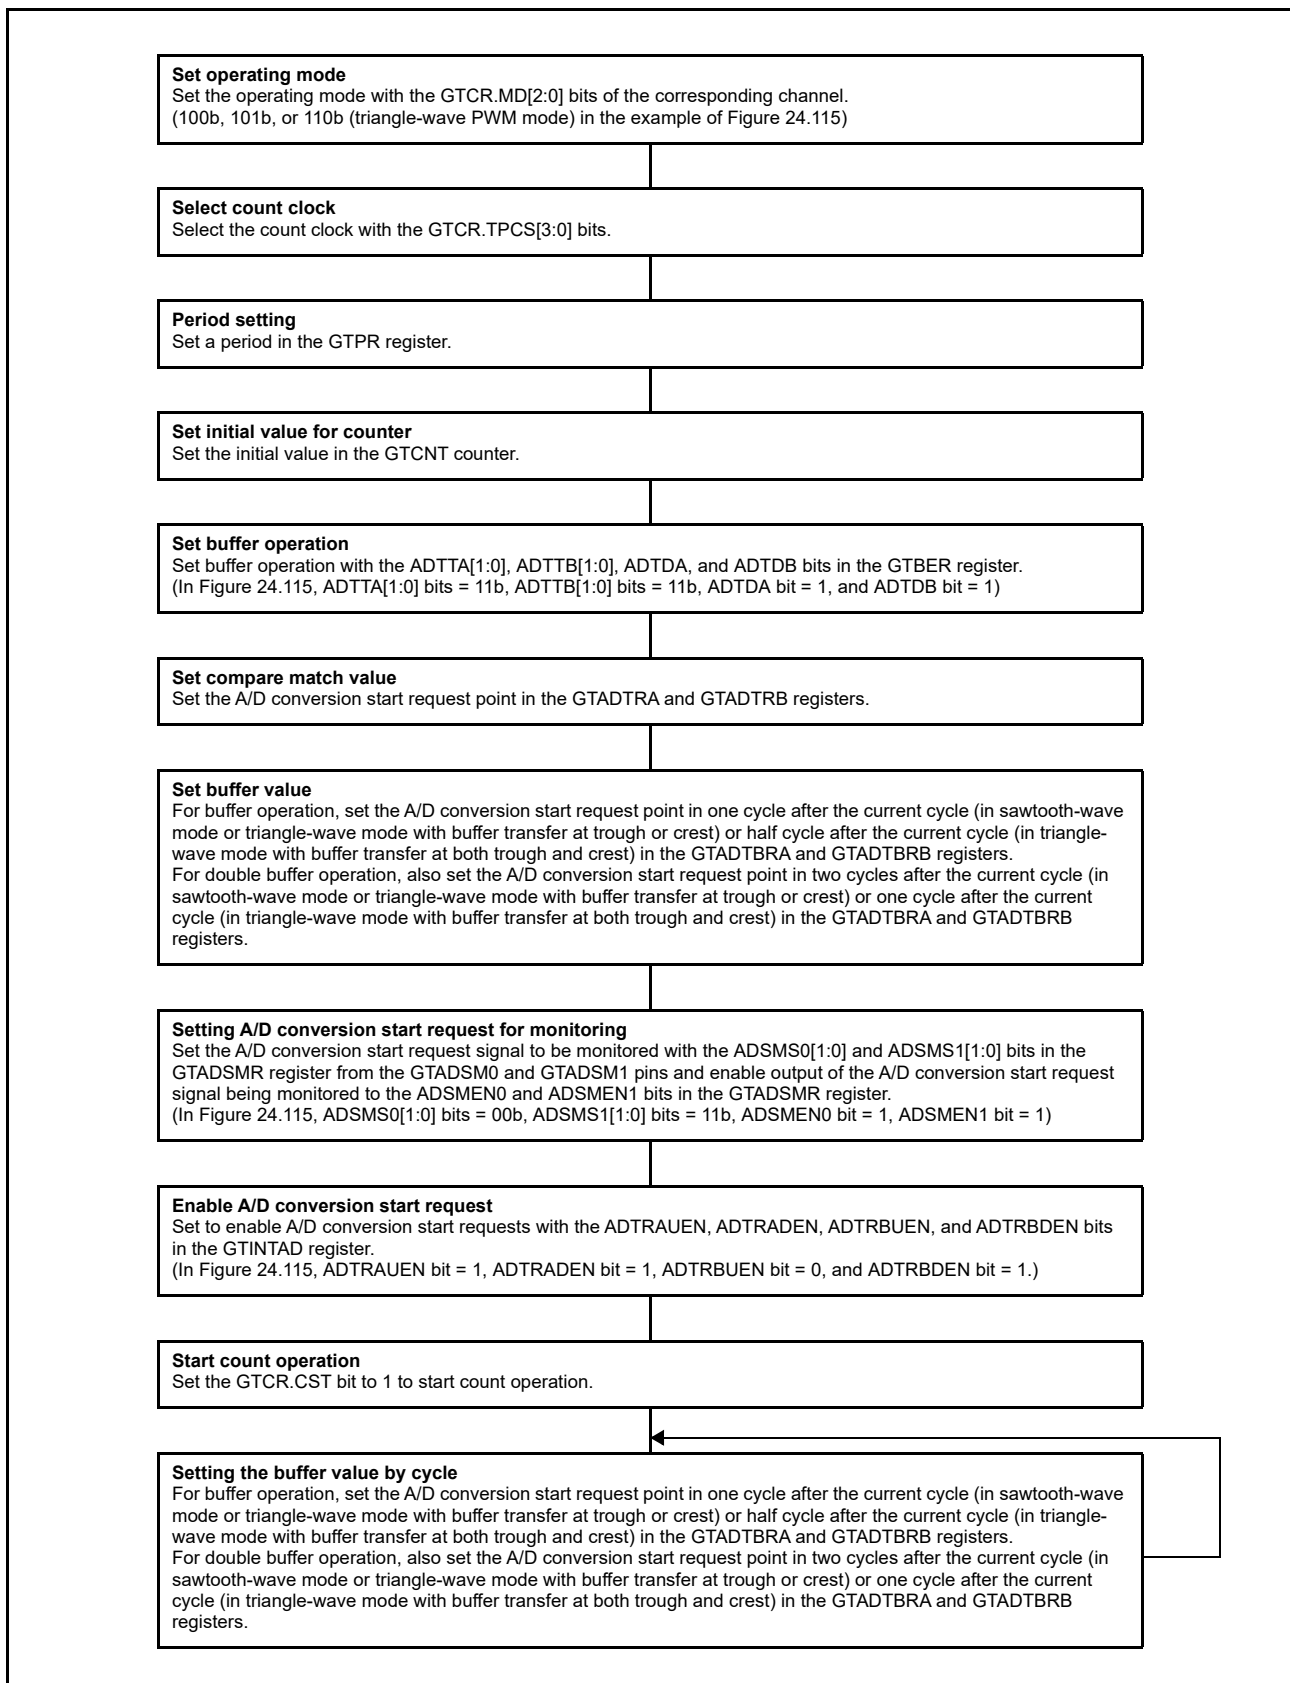 Set operating mode
Set the operating mode with the GTCR.MD[2:0] bits of the corresponding channel.
(100b, 101b, or 110b (triangle-wave PWM mode) in the example of Figure 24.115)
Select count clock
Select the count clock with the GTCR.TPCS[3:0] bits.
Period setting
Set a period in the GTPR register.
Set initial value for counter
Set the initial value in the GTCNT counter.
Set buffer operation
Set buffer operation with the ADTTA[1:0], ADTTB[1:0], ADTDA, and ADTDB bits in the GTBER register.
(In Figure 24.115, ADTTA[1:0] bits = 11b, ADTTB[1:0] bits = 11b, ADTDA bit = 1, and ADTDB bit = 1)
Set compare match value
Set the A/D conversion start request point in the GTADTRA and GTADTRB registers.
Set buffer value
For buffer operation, set the A/D conversion start request point in one cycle after the current cycle (in sawtooth-wave
mode or triangle-wave mode with buffer transfer at trough or crest) or half cycle after the current cycle (in triangle-
wave mode with buffer transfer at both trough and crest) in the GTADTBRA and GTADTBRB registers.
For double buffer operation, also set the A/D conversion start request point in two cycles after the current cycle (in
sawtooth-wave mode or triangle-wave mode with buffer transfer at trough or crest) or one cycle after the current
cycle (in triangle-wave mode with buffer transfer at both trough and crest) in the GTADTBRA and GTADTBRB
registers.
Setting A/D conversion start request for monitoring
Set the A/D conversion start request signal to be monitored with the ADSMS0[1:0] and ADSMS1[1:0] bits in the
GTADSMR register from the GTADSM0 and GTADSM1 pins and enable output of the A/D conversion start request
signal being monitored to the ADSMEN0 and ADSMEN1 bits in the GTADSMR register.
(In Figure 24.115, ADSMS0[1:0] bits = 00b, ADSMS1[1:0] bits = 11b, ADSMEN0 bit = 1, ADSMEN1 bit = 1)
Enable A/D conversion start request
Set to enable A/D conversion start requests with the ADTRAUEN, ADTRADEN, ADTRBUEN, and ADTRBDEN bits
in the GTINTAD register.
(In Figure 24.115, ADTRAUEN bit = 1, ADTRADEN bit = 1, ADTRBUEN bit = 0, and ADTRBDEN bit = 1.)
Start count operation
Set the GTCR.CST bit to 1 to start count operation.
Setting the buffer value by cycle
For buffer operation, set the A/D conversion start request point in one cycle after the current cycle (in sawtooth-wave
mode or triangle-wave mode with buffer transfer at trough or crest) or half cycle after the current cycle (in triangle-
wave mode with buffer transfer at both trough and crest) in the GTADTBRA and GTADTBRB registers.
For double buffer operation, also set the A/D conversion start request point in two cycles after the current cycle (in
sawtooth-wave mode or triangle-wave mode with buffer transfer at trough or crest) or one cycle after the current
cycle (in triangle-wave mode with buffer transfer at both trough and crest) in the GTADTBRA and GTADTBRB
registers.